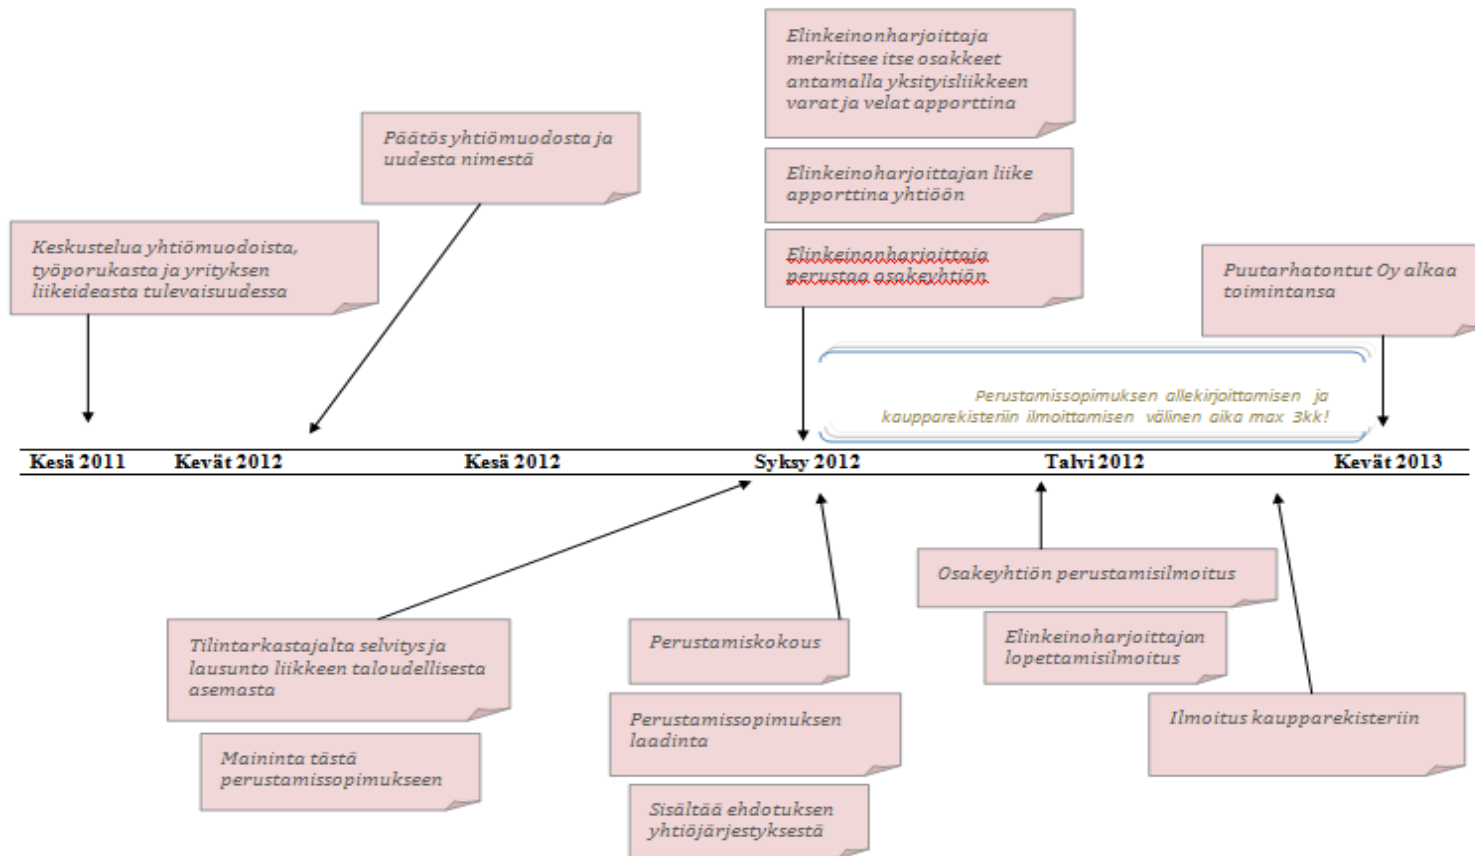 Elinkeinonharjoittaja
merkitsee itse osakkeet
antamalla yksityisliikkeen
varat ja velat apporttina
Päätös yhtiömuodosta ja
uudesta nimestä
Elinkeinoharjoittajan liike
apporttina yhtiöön
Keskustelua yhtiömuodoista,
työporukasta ja yrityksen
liikeideasta tulevaisuudessa
Elinkeinonharjoittaja
perustaa osakeyhtiön
Puutarhatontut Oy alkaa
toimintansa
Perustamissopimuksen allekirjoittamisen ja
kaupparekisteriin ilmoittamisen välinen aika max 3kk!
Kesä 2011 Kevät 2012 Kesä 2012 Syksy 2012 Talvi 2012 Kevät 2013
Osakeyhtiön perustamisilmoitus
Elinkeinoharjoittajan
lopettamisilmoitus
Tilintarkastajalta selvitys ja
lausunto liikkeen taloudellisesta
asemasta
Maininta tästä
perustamissopimukseen
Perustamiskokous
Perustamissopimuksen
laadinta
Sisältää ehdotuksen
yhtiöjärjestyksestä
Ilmoitus kaupparekisteriin